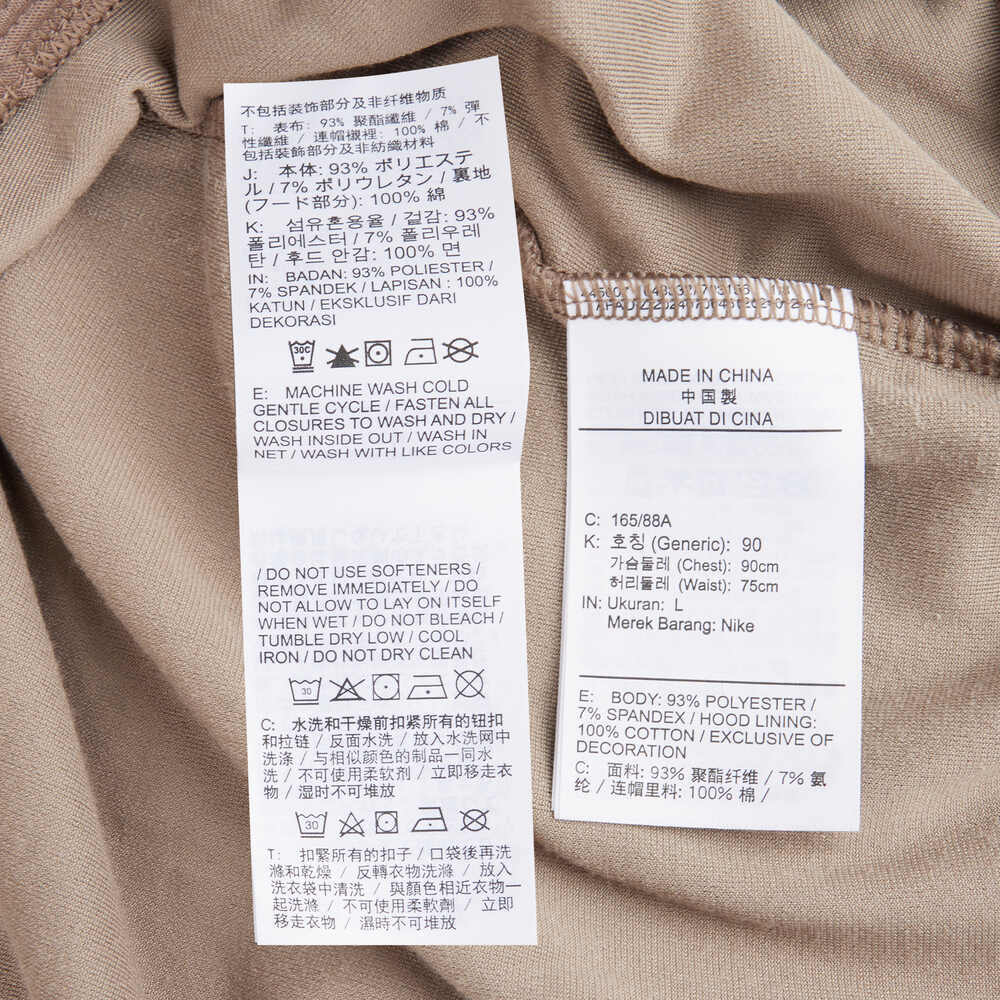 不包括装饰部分及非纤维物质
T: 表布: 93% 聚酯纖維 / 7% 彈
性纖維 / 連帽襯裡: 100% 棉 / 不
包括裝飾部分及非紡織材料
J: 本体: 93% ポリエステ
ル / 7% ポリウレタン / 裏地
(フード部分): 100% 綿
K: 섬유혼용율 / 겉감: 93%
폴리에스터 / 7% 폴리우레
탄 / 후드 안감: 100% 면
IN: BADAN: 93% POLIESTER /
7% SPANDEK / LAPISAN : 100%
KATUN / EKSKLUSIF DARI
DEKORASI
30C
E: MACHINE WASH COLD
GENTLE CYCLE / FASTEN ALL
CLOSURES TO WASH AND DRY /
WASH INSIDE OUT / WASH IN
NET / WASH WITH LIKE COLORS
/ DO NOT USE SOFTENERS /
REMOVE IMMEDIATELY / DO
NOT ALLOW TO LAY ON ITSELF
WHEN WET / DO NOT BLEACH /
TUMBLE DRY LOW / COOL
IRON / DO NOT DRY CLEAN
30
C: 水洗和干燥前扣紧所有的钮扣
和拉链 / 反面水洗 / 放入水洗网中
洗涤 / 与相似颜色的制品一同水
洗 / 不可使用柔软剂 / 立即移走衣
物 / 湿时不可堆放
30
T: 扣緊所有的扣子 / 口袋後再洗
滌和乾燥 / 反轉衣物洗滌 / 放入
洗衣袋中清洗 / 與顏色相近衣物一
起洗滌 / 不可使用柔軟劑 / 立即
移走衣物 / 濕時不可堆放
MADE IN CHINA
中国製
DIBUAT DI CINA
C: 165/88A
K: 호칭 (Generic): 90
가슴둘레 (Chest): 90cm
허리둘레 (Waist): 75cm
IN: Ukuran: L
Merek Barang: Nike
E: BODY: 93% POLYESTER /
7% SPANDEX / HOOD LINING:
100% COTTON / EXCLUSIVE OF
DECORATION
C: 面料: 93% 聚酯纤维 / 7% 氨
纶 / 连帽里料: 100% 棉 /